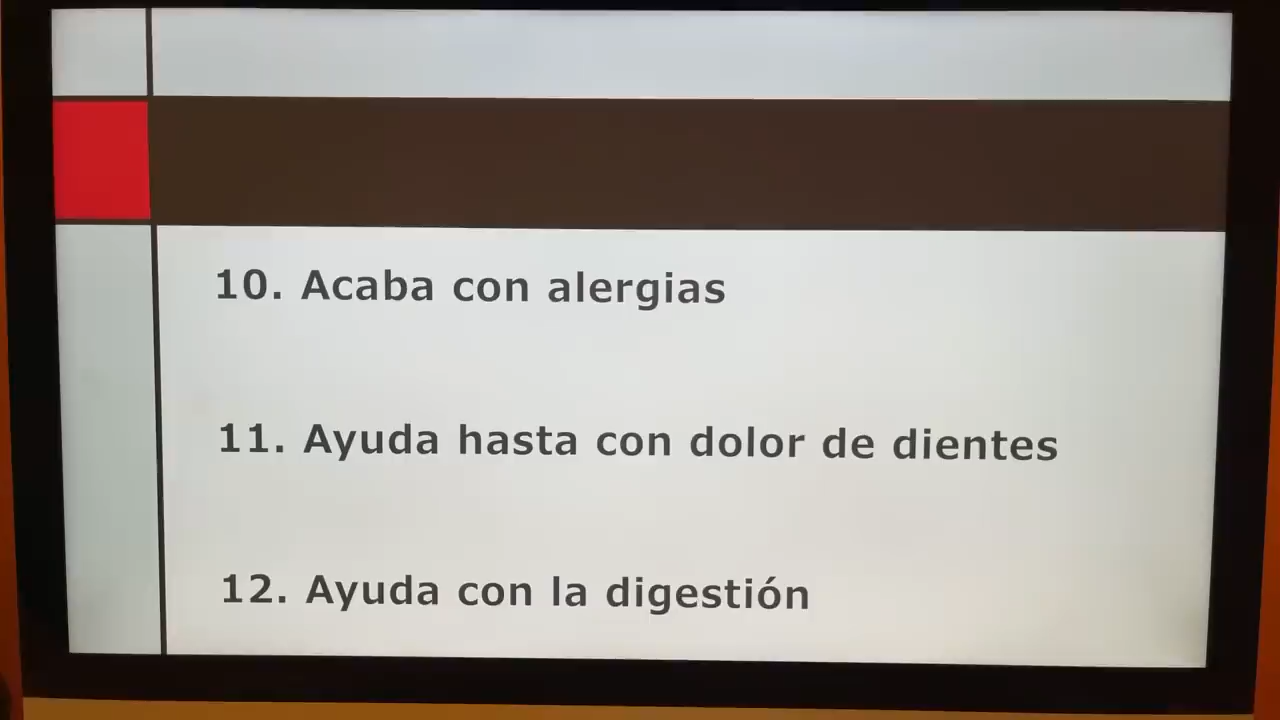 10. Acaba con alergias
11. Ayuda hasta con dolor de dientes
12. Ayuda con la digestión